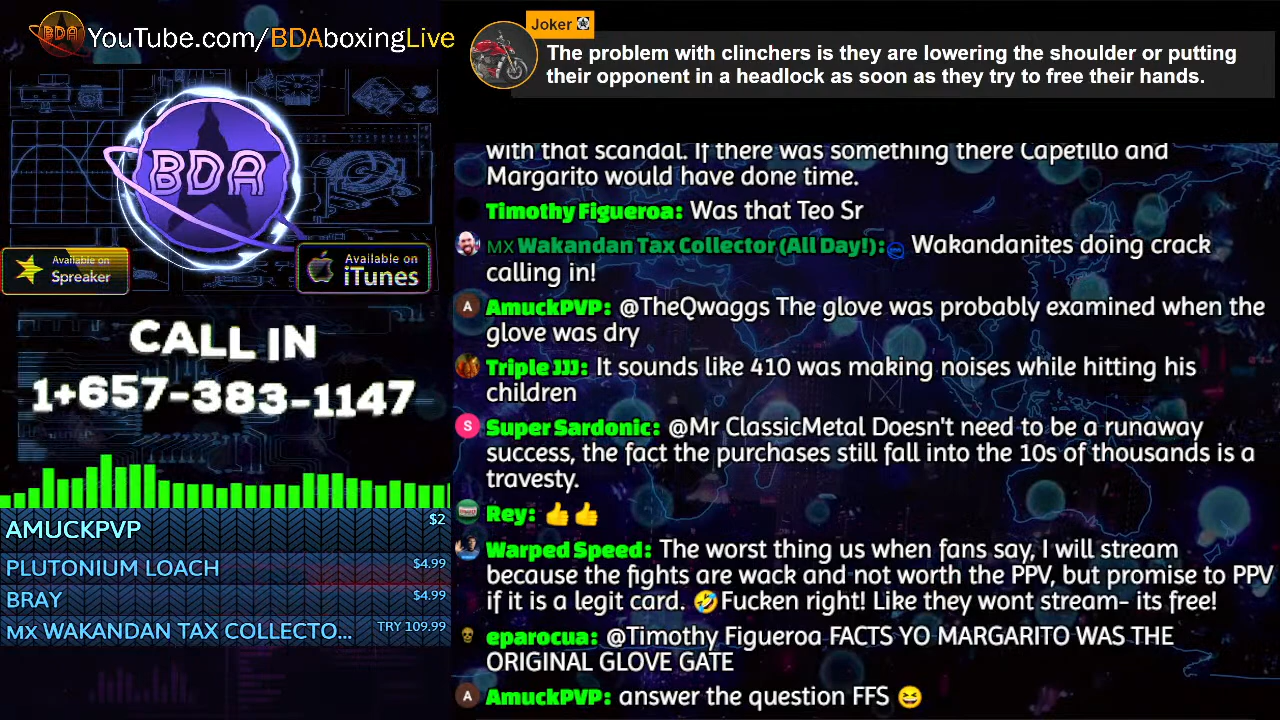 BDA
YouTube.com/BDAboxingLive
Joker
The problem with clinchers is they are lowering the shoulder or putting
their opponent in a headlock as soon as they try to free their hands.
BDA
Available on
Spreaker
Available on
iTunes
CALL IN
1+657-383-1147
AMUCKPVP $2
PLUTONIUM LOACH $4.99
BRAY $4.99
MX WAKANDAN TAX COLLECTO... TRY 109.99
with that scandal. If there was something there Capetillo and
Margarito would have done time.
Timothy Figueroa: Was that Teo Sr
MX Wakandan Tax Collector (All Day!): Wakandanites doing crack
calling in!
A AmuckPVP: @TheQwaggs The glove was probably examined when the
glove was dry
Triple JJJ: It sounds like 410 was making noises while hitting his
children
S Super Sardonic: @Mr ClassicMetal Doesn't need to be a runaway
success, the fact the purchases still fall into the 10s of thousands is a
travesty.
Rey: 👍👍
Warped Speed: The worst thing us when fans say, I will stream
because the fights are wack and not worth the PPV, but promise to PPV
if it is a legit card. 🤣Fucken right! Like they wont stream- its free!
eparocua: @Timothy Figueroa FACTS YO MARGARITO WAS THE
ORIGINAL GLOVE GATE
A AmuckPVP: answer the question FFS 😆